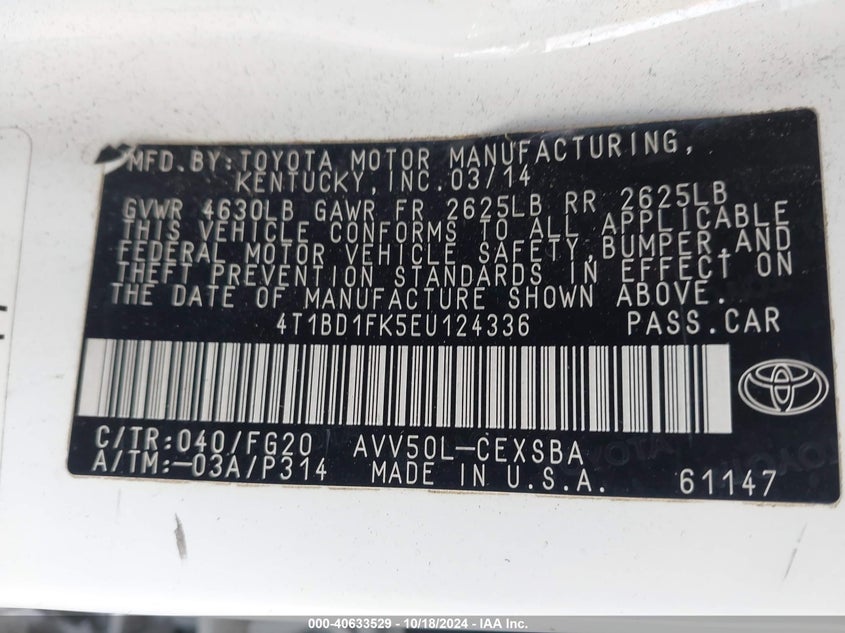 MFD.BY:TOYOTA MOTOR MANUFACTURING,
KENTUCKY,INC.03/14
GVWR 4630LB GAWR FR 2625LB RR 2625LB
THIS VEHICLE CONFORMS TO ALL APPLICABLE
FEDERAL MOTOR VEHICLE SAFETY,BUMPER,AND
THEFT PREVENTION STANDARDS IN EFFECT ON
THE DATE OF MANUFACTURE SHOWN ABOVE.
4T1BD1FK5EU124336 PASS.CAR
C/TR:040/FG20 AVV50L-CEXSBA
A/TM:-03A/P314 MADE IN U.S.A. 61147
000-40633529 - 10/18/2024 - IAA Inc.